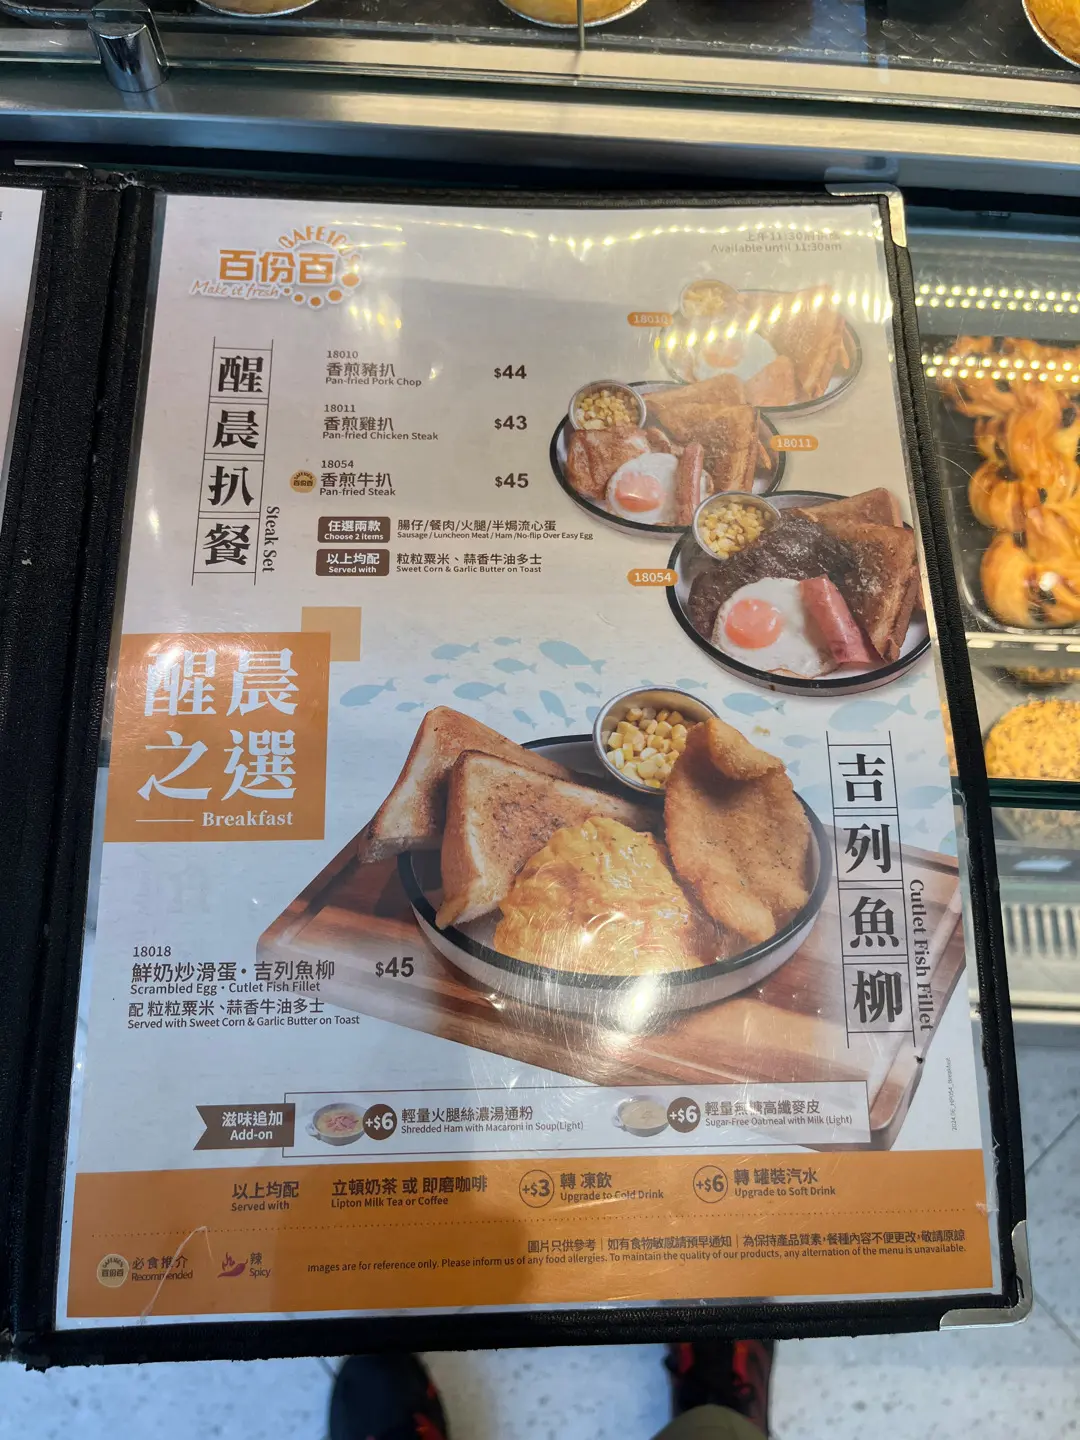 CAFE100%
百份百
Make it fresh
上午11:30前供應
Available until 11:30am
醒晨扒餐
Steak Set
18010
香煎豬扒
Pan-fried Pork Chop
$44
18011
香煎雞扒
Pan-fried Chicken Steak
$43
18054
百份百
香煎牛扒
Pan-fried Steak
$45
任選兩款
Choose 2 items
腸仔/餐肉/火腿/半焗流心蛋
Sausage / Luncheon Meat / Ham /No-flip Over Easy Egg
以上均配
Served with
粒粒粟米、蒜香牛油多士
Sweet Corn & Garlic Butter on Toast
18010
18011
18054
醒晨之選
Breakfast
吉列魚柳
Cutlet Fish Fillet
18018
鮮奶炒滑蛋・吉列魚柳
$45
Scrambled Egg・Cutlet Fish Fillet
配 粒粒粟米、蒜香牛油多士
Served with Sweet Corn & Garlic Butter on Toast
滋味追加
Add-on
+$6
輕量火腿絲濃湯通粉
Shredded Ham with Macaroni in Soup(Light)
+$6
輕量無糖高纖麥皮
Sugar-Free Oatmeal with Milk (Light)
以上均配
Served with
立頓奶茶 或 即磨咖啡
Lipton Milk Tea or Coffee
+$3
轉 凍飲
Upgrade to Cold Drink
+$6
轉 罐裝汽水
Upgrade to Soft Drink
百份百
必食推介
Recommended
辣
Spicy
圖片只供參考｜如有食物敏感請預早通知｜為保持產品質素，餐種內容不便更改，敬請原諒
Images are for reference only. Please inform us of any food allergies. To maintain the quality of our products, any alternation of the menu is unavailable.